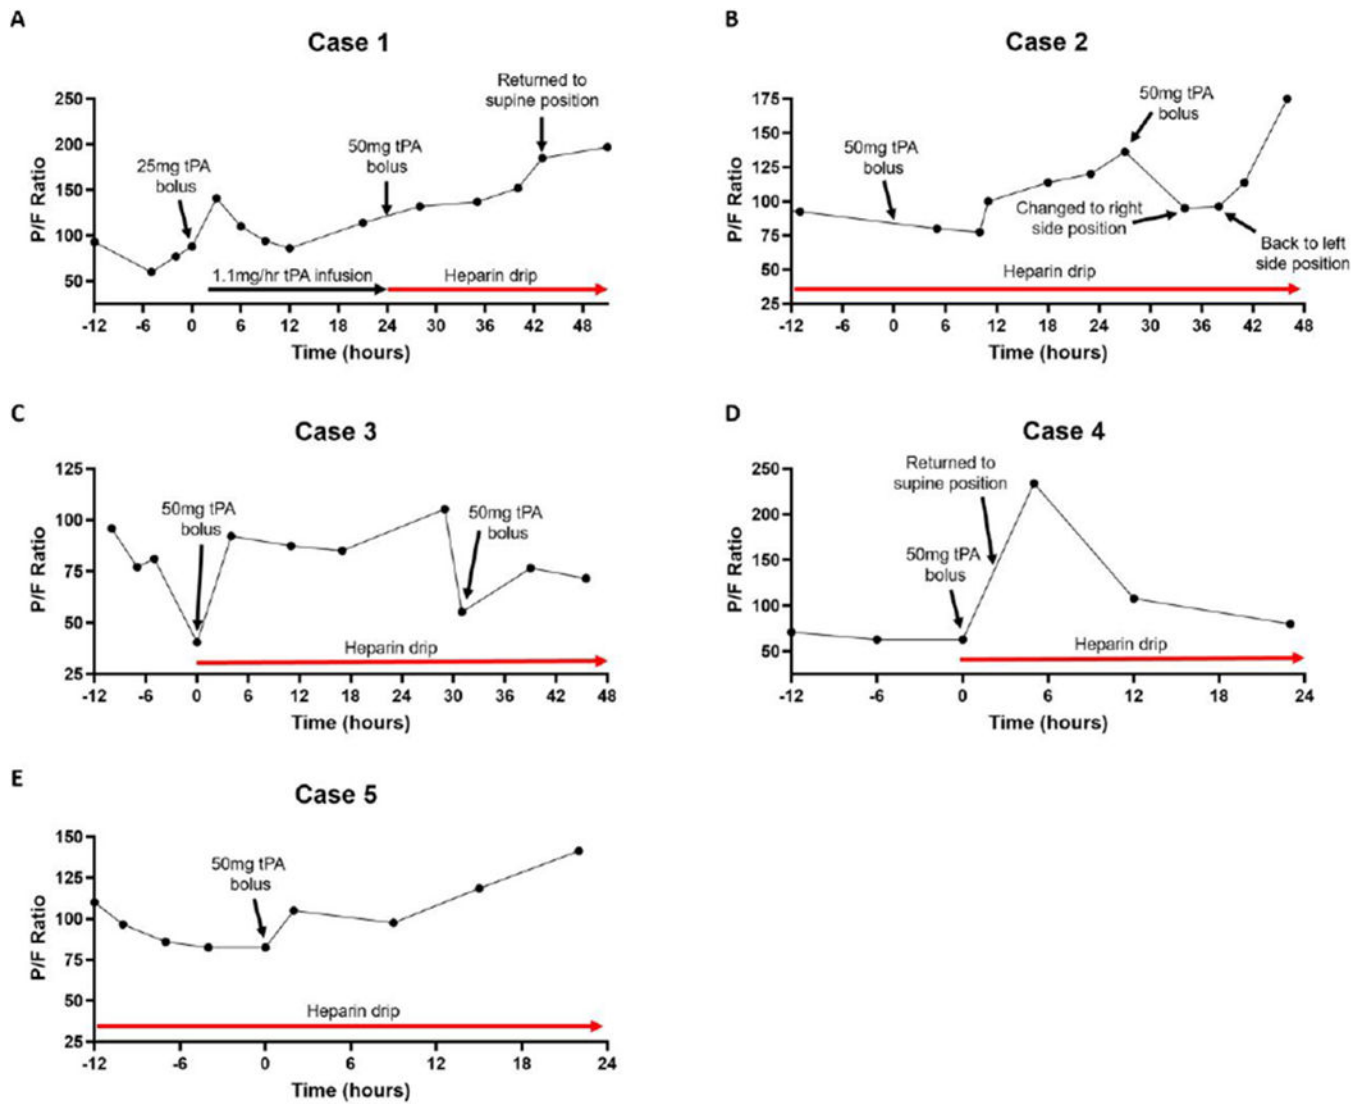 A
Case 1
P/F Ratio
250
200
150
100
50
25mg tPA
bolus
50mg tPA
bolus
Returned to
supine position
1.1mg/hr tPA infusion
Heparin drip
-12 -6 0 6 12 18 24 30 36 42 48
Time (hours)
B
Case 2
P/F Ratio
175
150
125
100
75
50
25
50mg tPA
bolus
50mg tPA
bolus
Changed to right
side position
Back to left
side position
Heparin drip
-12 -6 0 6 12 18 24 30 36 42 48
Time (hours)
C
Case 3
P/F Ratio
125
100
75
50
25
50mg tPA
bolus
50mg tPA
bolus
Heparin drip
-12 -6 0 6 12 18 24 30 36 42 48
Time (hours)
D
Case 4
P/F Ratio
250
200
150
100
50
Returned to
supine position
50mg tPA
bolus
Heparin drip
-12 -6 0 6 12 18 24
Time (hours)
E
Case 5
P/F Ratio
150
125
100
75
50
25
50mg tPA
bolus
Heparin drip
-12 -6 0 6 12 18 24
Time (hours)